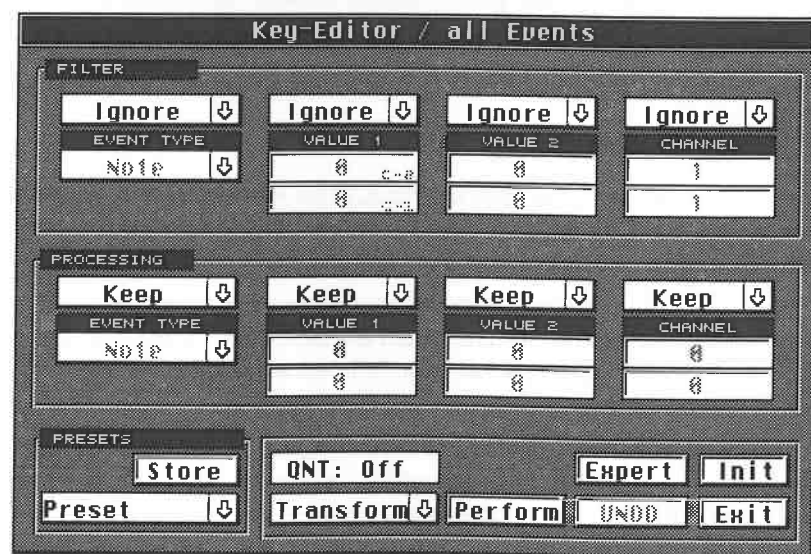 Key-Editor / all Events
FILTER
Ignore Ignore Ignore Ignore
EVENT TYPE VALUE 1 VALUE 2 CHANNEL
Note 0 c-2 0 1
0 c-2 0 1
PROCESSING
Keep Keep Keep Keep
EVENT TYPE VALUE 1 VALUE 2 CHANNEL
Note 0 0 0
0 0 0
PRESETS
Store QNT: Off Expert Init
Preset Transform Perform UNDO Exit